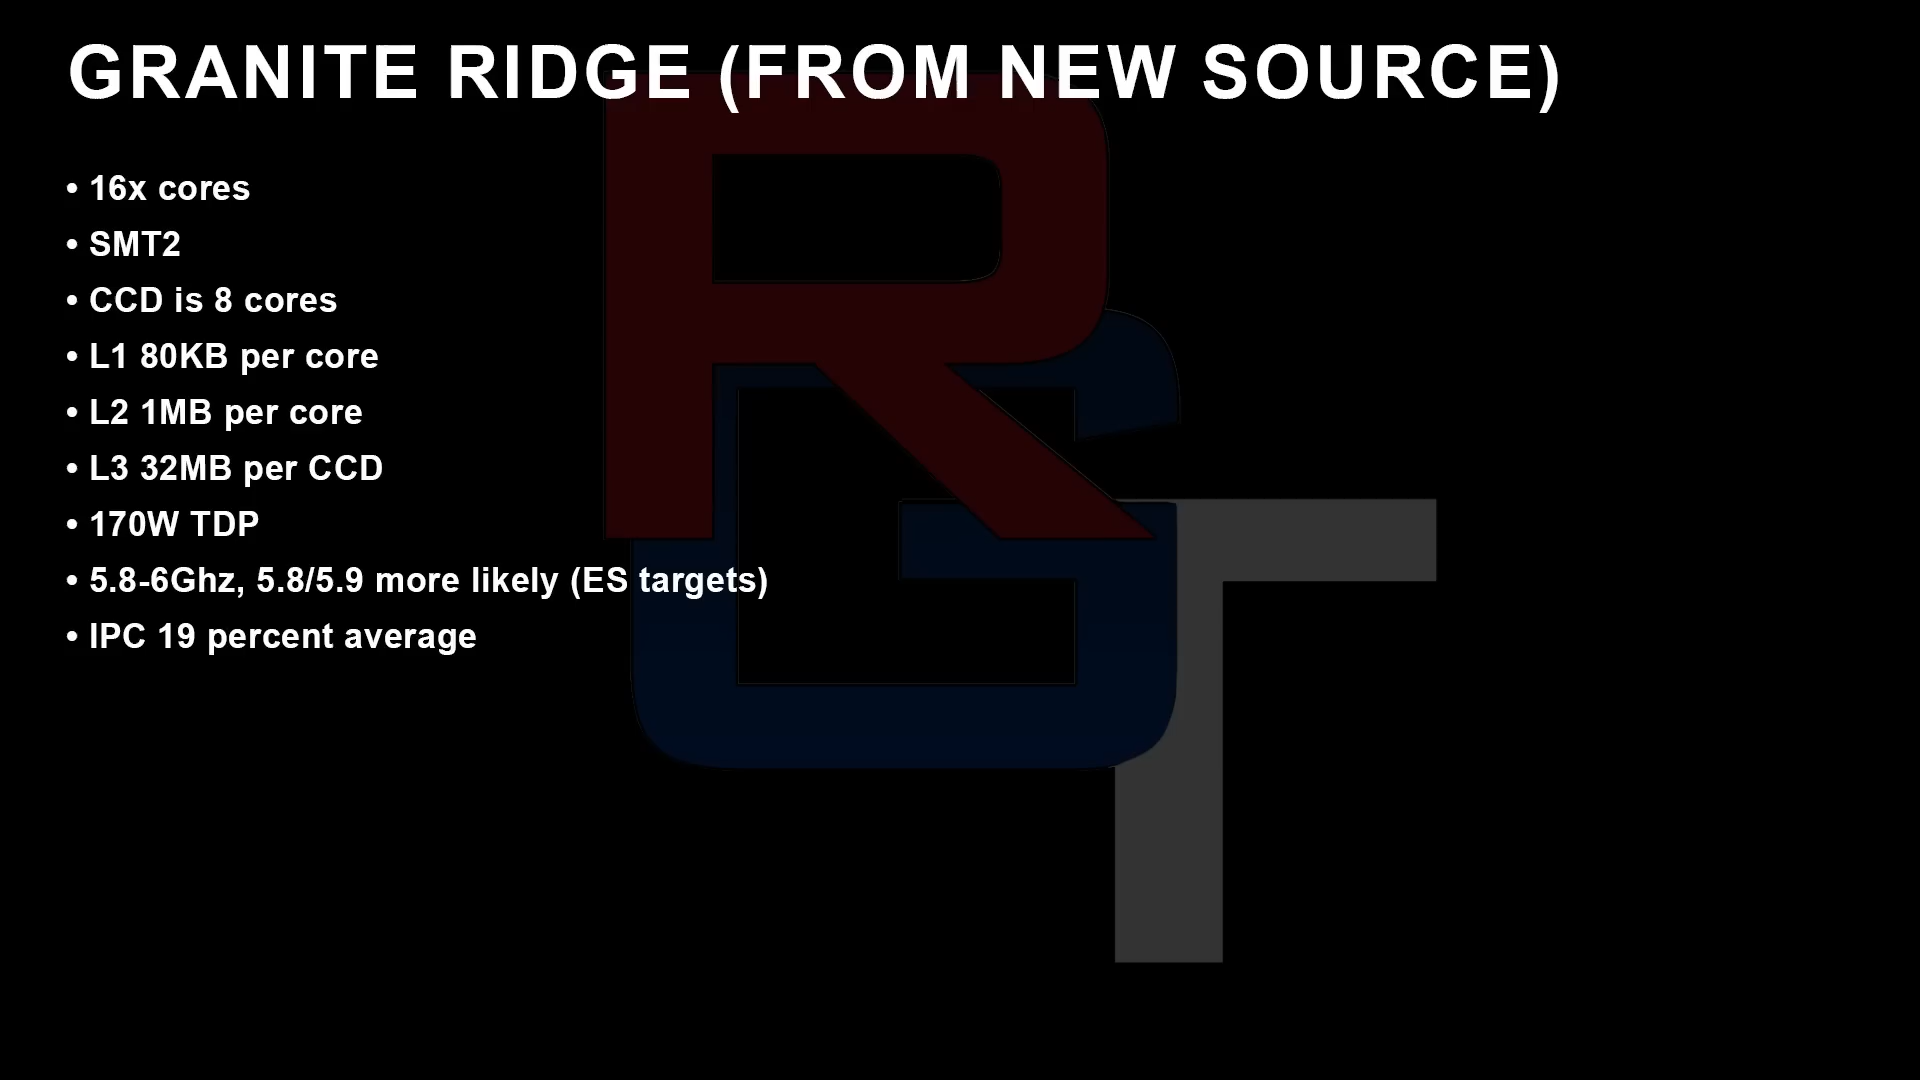 GRANITE RIDGE (FROM NEW SOURCE)
• 16x cores
• SMT2
• CCD is 8 cores
• L1 80KB per core
• L2 1MB per core
• L3 32MB per CCD
• 170W TDP
• 5.8-6Ghz, 5.8/5.9 more likely (ES targets)
• IPC 19 percent average
RGT